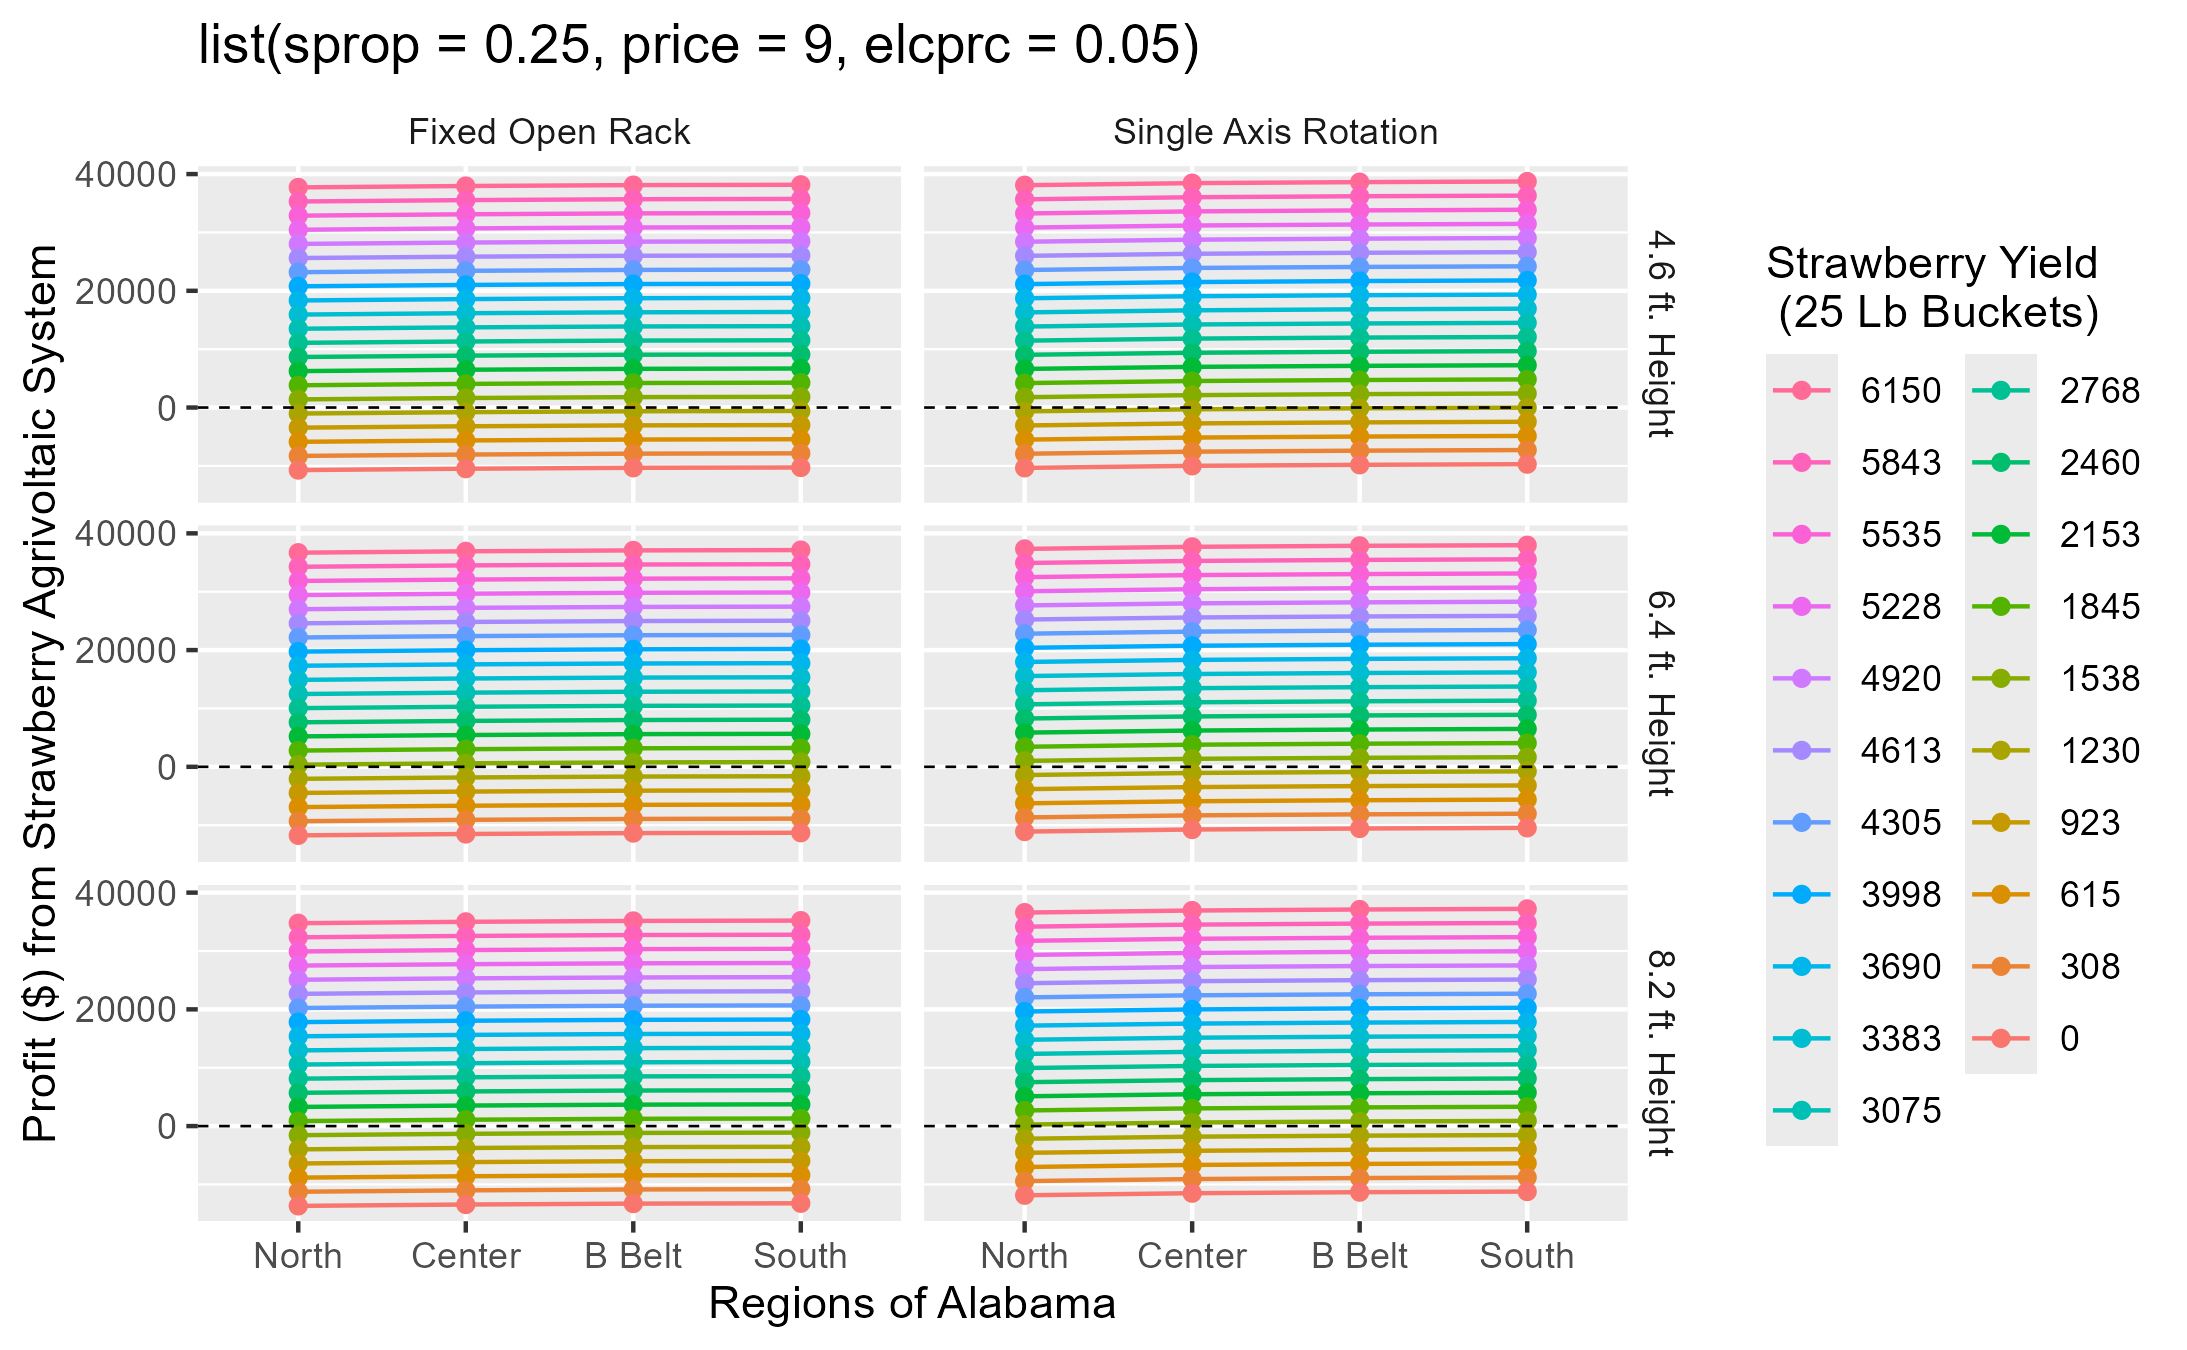 list(sprop = 0.25, price = 9, elcprc = 0.05)
Fixed Open Rack
Single Axis Rotation
40000
20000
0
4.6 ft. Height
40000
20000
0
6.4 ft. Height
40000
20000
0
8.2 ft. Height
Profit ($) from Strawberry Agrivoltaic System
North
Center
B Belt
South
North
Center
B Belt
South
Regions of Alabama
Strawberry Yield
(25 Lb Buckets)
6150
5843
5535
5228
4920
4613
4305
3998
3690
3383
3075
2768
2460
2153
1845
1538
1230
923
615
308
0